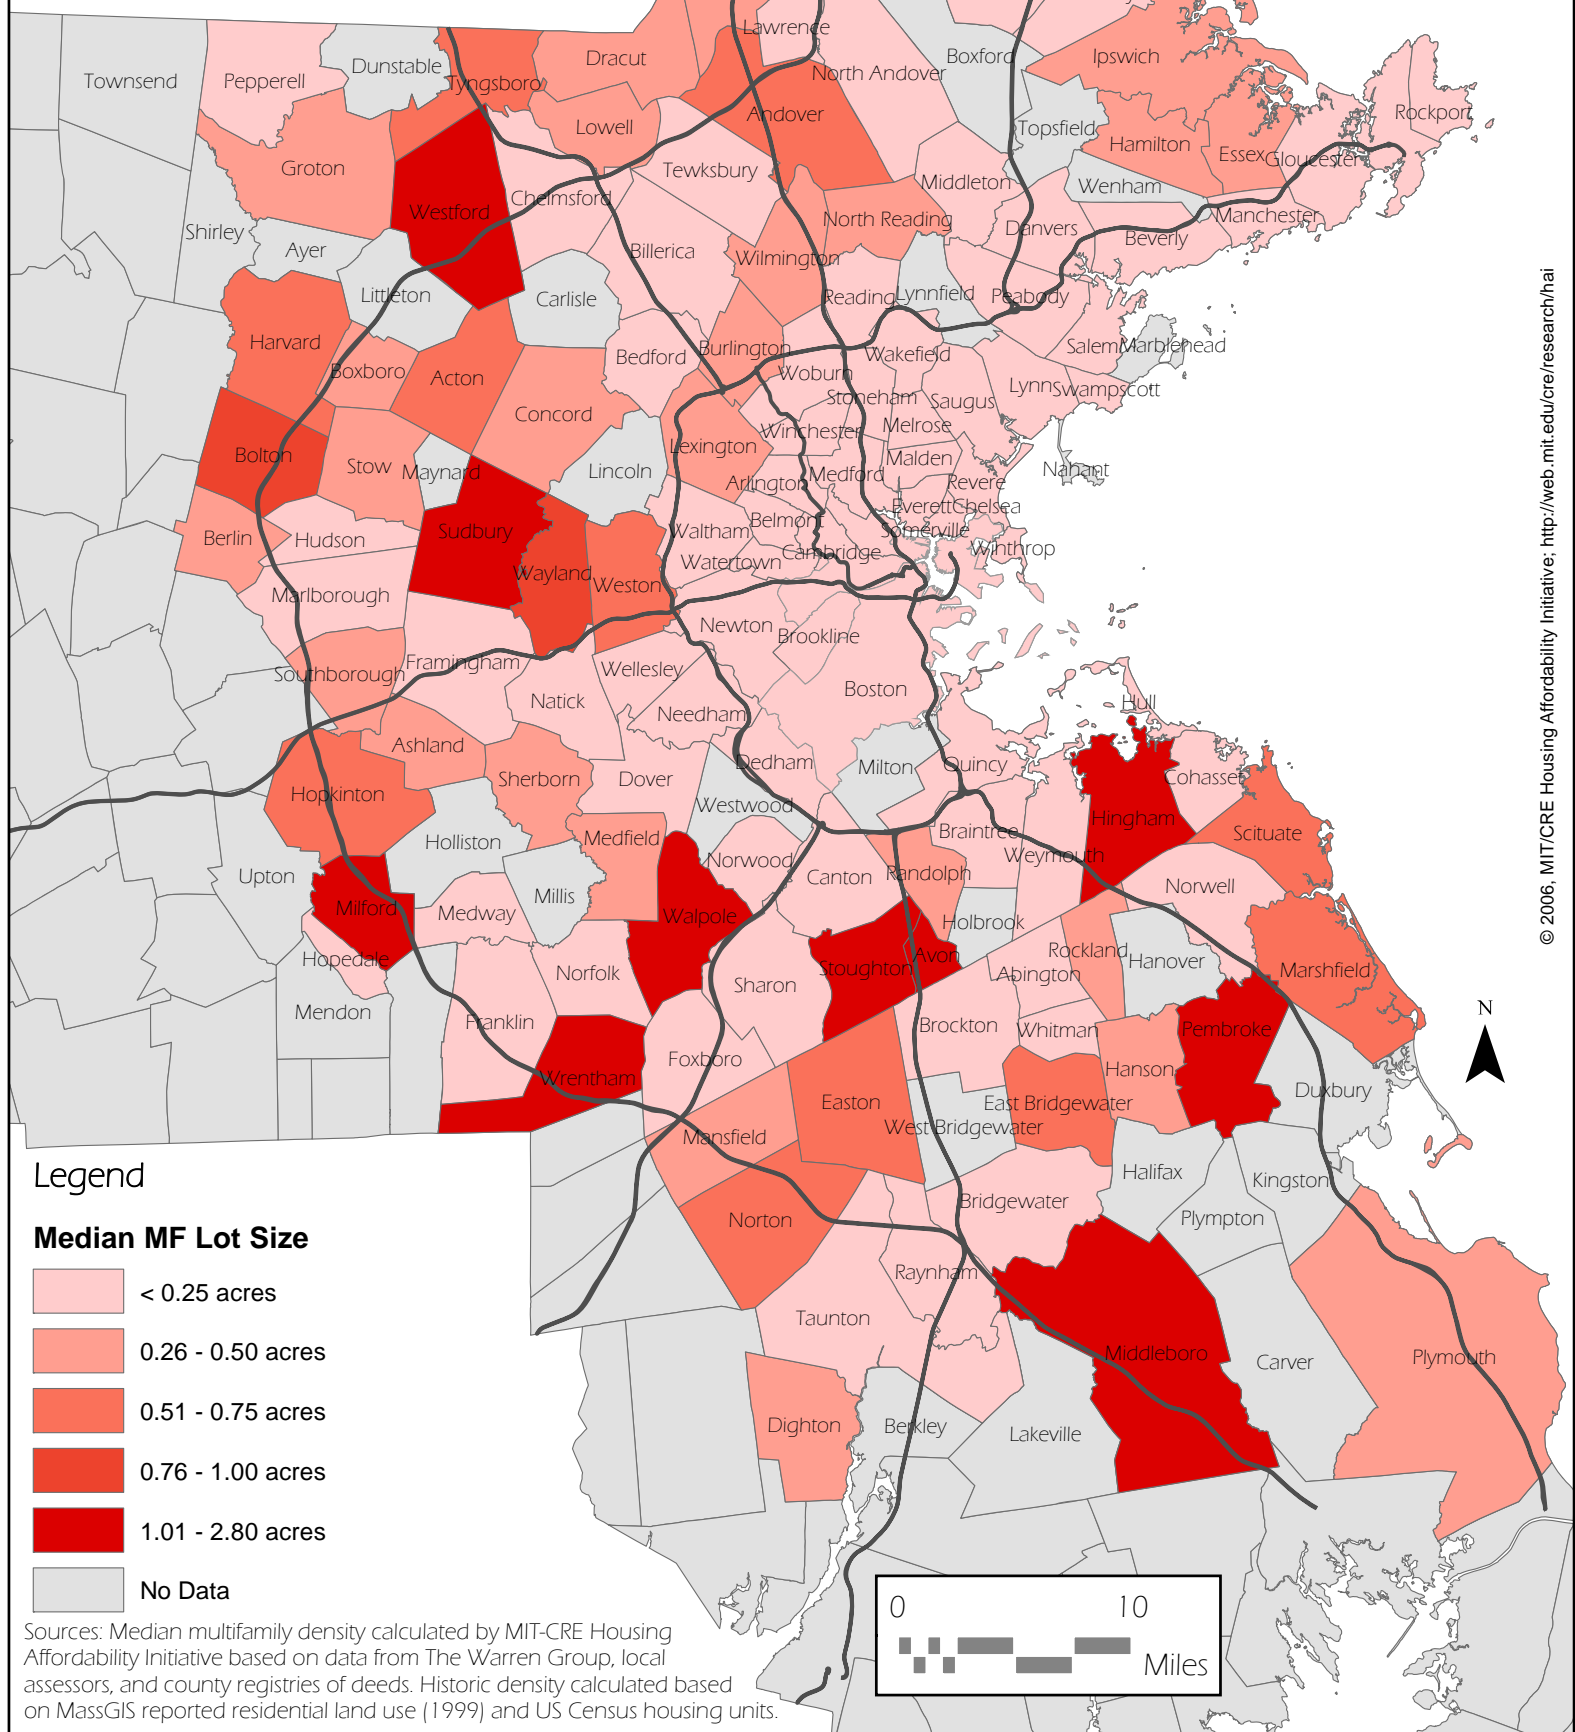 Lawrence
Townsend
Pepperell
Dunstable
Tyngsboro
Dracut
North Andover
Boxford
Ipswich
Rockport
Lowell
Andover
Topsfield
Hamilton
Essex
Gloucester
Groton
Westford
Chelmsford
Tewksbury
Middleton
Wenham
Manchester
Shirley
Ayer
Billerica
Wilmington
North Reading
Danvers
Beverly
Littleton
Carlisle
Reading
Lynnfield
Peabody
Harvard
Boxboro
Acton
Bedford
Burlington
Woburn
Wakefield
Salem
Marblehead
Concord
Stoneham
Saugus
Lynn
Swampscott
Bolton
Stow
Maynard
Lincoln
Lexington
Winchester
Melrose
Malden
Nahant
Arlington
Medford
Revere
Everett
Chelsea
Berlin
Hudson
Sudbury
Waltham
Belmont
Somerville
Winthrop
Marlborough
Wayland
Weston
Watertown
Cambridge
Newton
Brookline
Southborough
Framingham
Natick
Wellesley
Needham
Boston
Hull
Ashland
Sherborn
Dover
Dedham
Milton
Quincy
Cohasset
Hopkinton
Holliston
Medfield
Westwood
Braintree
Hingham
Scituate
Upton
Millis
Norwood
Canton
Randolph
Weymouth
Norwell
Milford
Medway
Walpole
Holbrook
Hopedale
Norfolk
Sharon
Stoughton
Avon
Abington
Rockland
Hanover
Marshfield
Mendon
Franklin
Foxboro
Brockton
Whitman
Pembroke
N
Wrentham
Easton
East Bridgewater
Hanson
Duxbury
Mansfield
West Bridgewater
Halifax
Kingston
Norton
Bridgewater
Plympton
Raynham
Taunton
Middleboro
Carver
Plymouth
Dighton
Berkley
Lakeville
Legend
Median MF Lot Size
< 0.25 acres
0.26 - 0.50 acres
0.51 - 0.75 acres
0.76 - 1.00 acres
1.01 - 2.80 acres
No Data
0 10
Miles
Sources: Median multifamily density calculated by MIT-CRE Housing
Affordability Initiative based on data from The Warren Group, local
assessors, and county registries of deeds. Historic density calculated based
on MassGIS reported residential land use (1999) and US Census housing units.
© 2006, MIT/CRE Housing Affordability Initiative; http://web.mit.edu/cre/research/hai